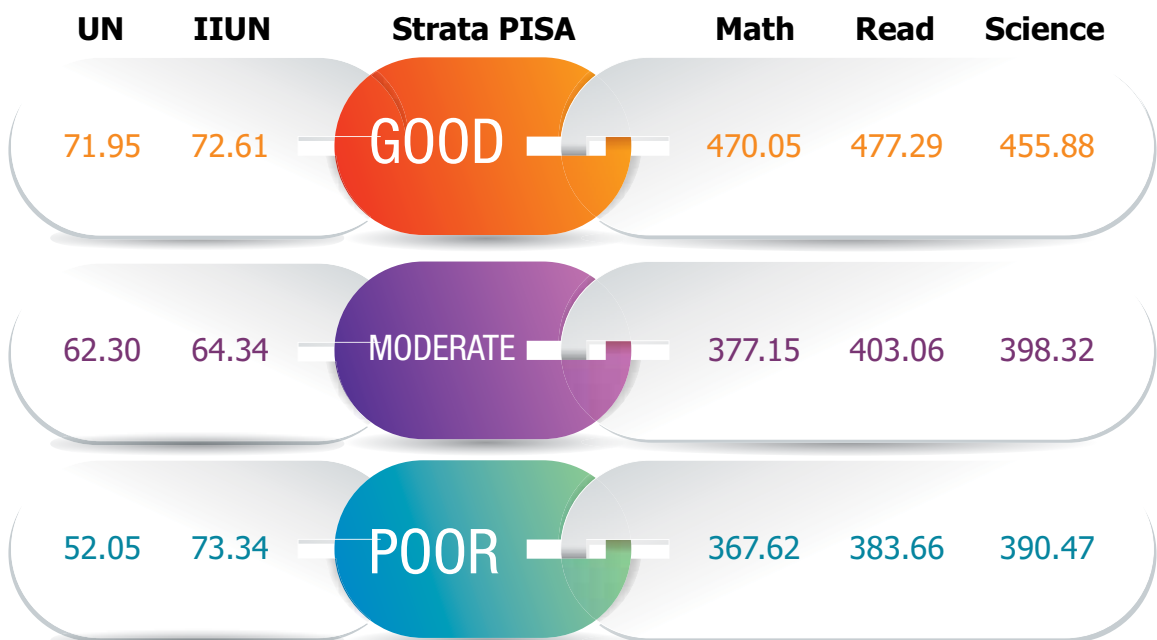 UN IIUN Strata PISA Math Read Science
71.95 72.61 GOOD 470.05 477.29 455.88
62.30 64.34 MODERATE 377.15 403.06 398.32
52.05 73.34 POOR 367.62 383.66 390.47